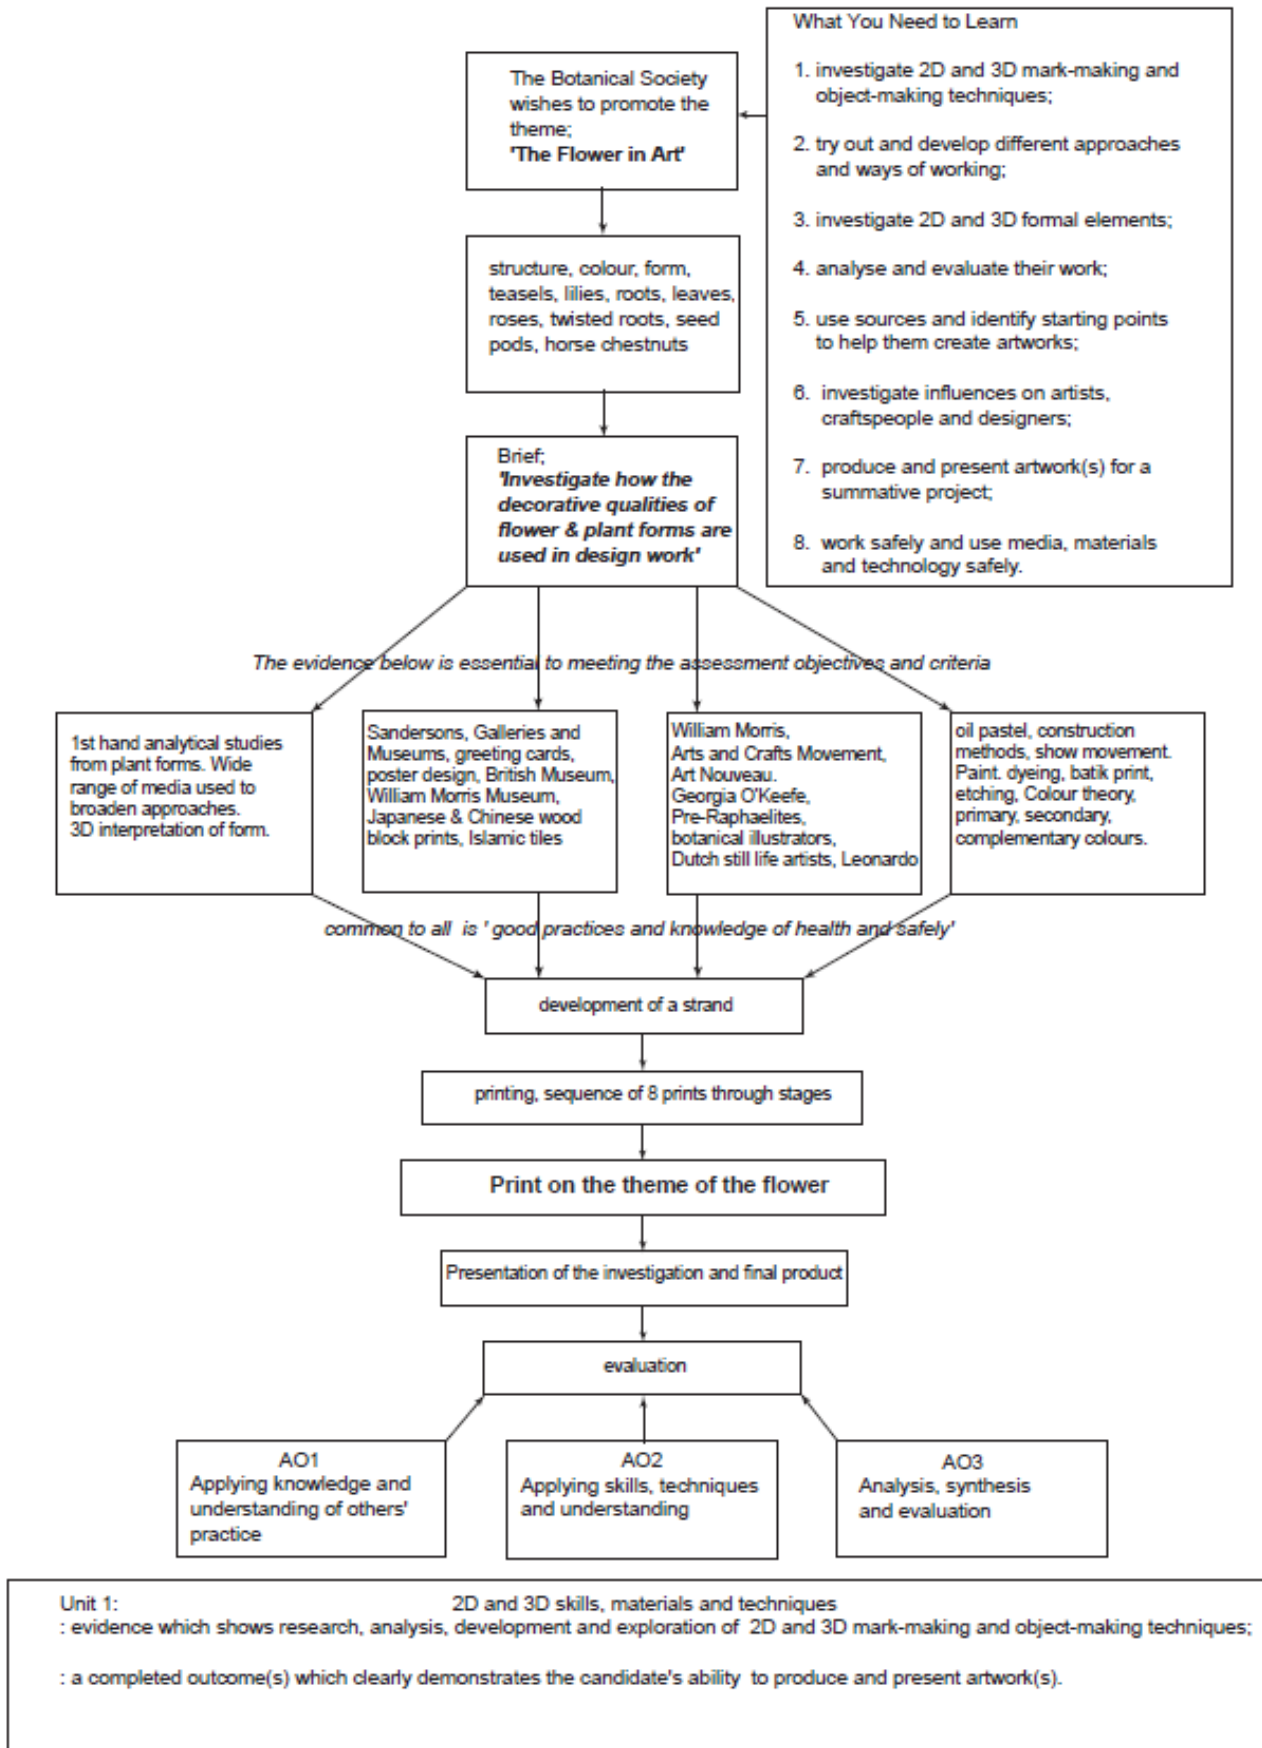 The Botanical Society
wishes to promote the
theme;
'The Flower in Art'
What You Need to Learn
1. investigate 2D and 3D mark-making and
object-making techniques;
2. try out and develop different approaches
and ways of working;
3. investigate 2D and 3D formal elements;
4. analyse and evaluate their work;
5. use sources and identify starting points
to help them create artworks;
6. investigate influences on artists,
craftspeople and designers;
7. produce and present artwork(s) for a
summative project;
8. work safely and use media, materials
and technology safely.
structure, colour, form,
teasels, lilies, roots, leaves,
roses, twisted roots, seed
pods, horse chestnuts
Brief;
'Investigate how the
decorative qualities of
flower & plant forms are
used in design work'
The evidence below is essential to meeting the assessment objectives and criteria
1st hand analytical studies
from plant forms. Wide
range of media used to
broaden approaches.
3D interpretation of form.
Sandersons, Galleries and
Museums, greeting cards,
poster design, British Museum,
William Morris Museum,
Japanese & Chinese wood
block prints, Islamic tiles
William Morris,
Arts and Crafts Movement,
Art Nouveau.
Georgia O'Keefe,
Pre-Raphaelites,
botanical illustrators,
Dutch still life artists, Leonardo
oil pastel, construction
methods, show movement.
Paint. dyeing, batik print,
etching, Colour theory,
primary, secondary,
complementary colours.
common to all is ' good practices and knowledge of health and safely'
development of a strand
printing, sequence of 8 prints through stages
Print on the theme of the flower
Presentation of the investigation and final product
evaluation
AO1
Applying knowledge and
understanding of others'
practice
AO2
Applying skills, techniques
and understanding
AO3
Analysis, synthesis
and evaluation
Unit 1: 2D and 3D skills, materials and techniques
: evidence which shows research, analysis, development and exploration of 2D and 3D mark-making and object-making techniques;
: a completed outcome(s) which clearly demonstrates the candidate's ability to produce and present artwork(s).